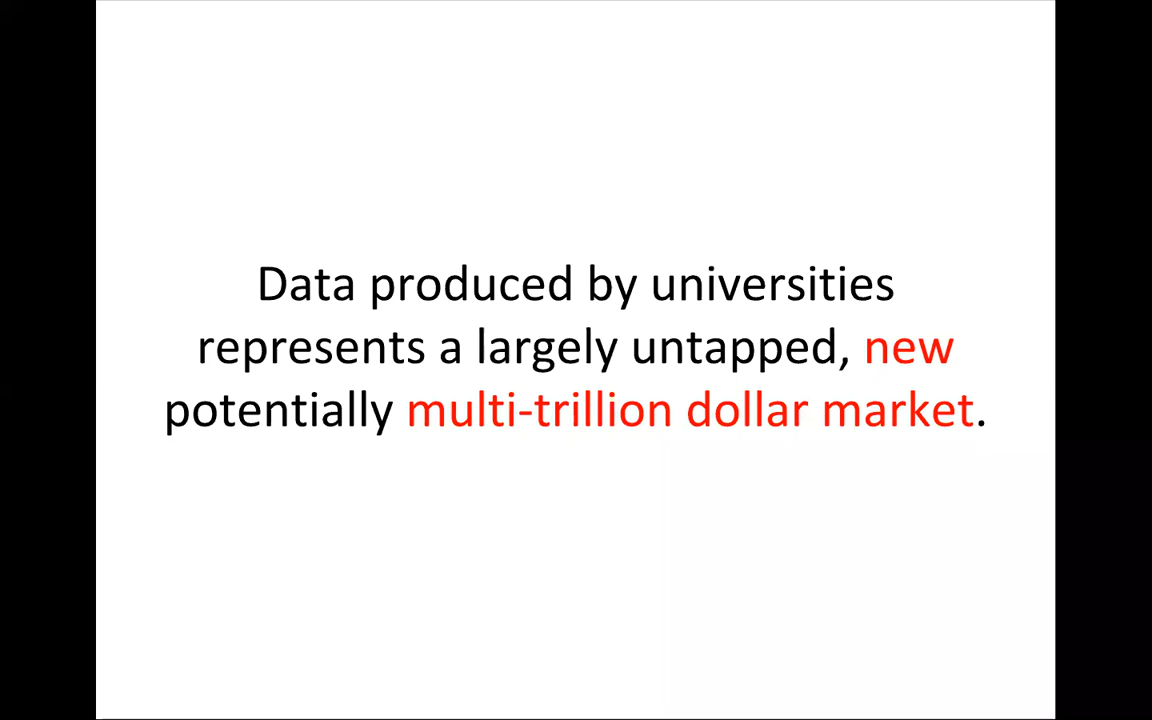 Data produced by universities
represents a largely untapped, new
potentially multi-trillion dollar market.